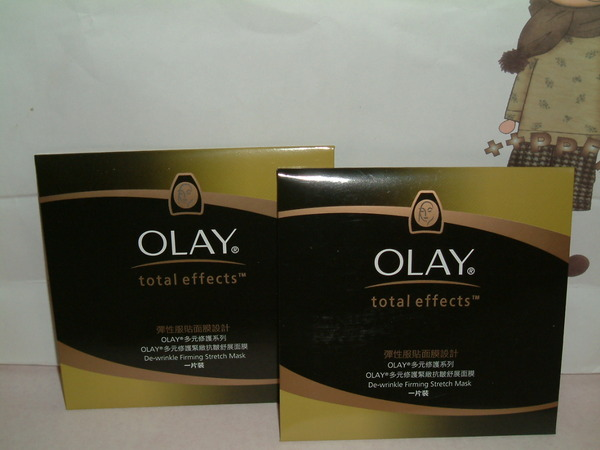 OLAY®
total effects™
彈性服貼面膜設計
OLAY®多元修護系列
OLAY®多元修護緊緻抗皺舒展面膜
De-wrinkle Firming Stretch Mask
一片裝
OLAY®
total effects™
彈性服貼面膜設計
OLAY®多元修護系列
OLAY®多元修護緊緻抗皺舒展面膜
De-wrinkle Firming Stretch Mask
一片裝